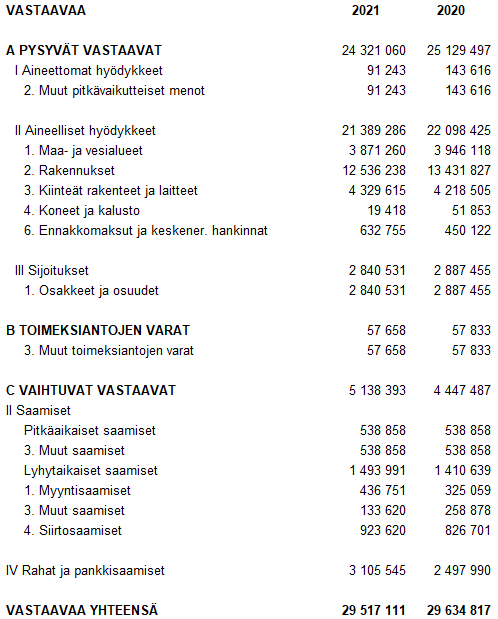 VASTAAVAA 2021 2020
A PYSYVÄT VASTAAVAT 24 321 060 25 129 497
I Aineettomat hyödykkeet 91 243 143 616
2. Muut pitkävaikutteiset menot 91 243 143 616
II Aineelliset hyödykkeet 21 389 286 22 098 425
1. Maa- ja vesialueet 3 871 260 3 946 118
2. Rakennukset 12 536 238 13 431 827
3. Kiinteät rakenteet ja laitteet 4 329 615 4 218 505
4. Koneet ja kalusto 19 418 51 853
6. Ennakkomaksut ja keskener. hankinnat 632 755 450 122
III Sijoitukset 2 840 531 2 887 455
1. Osakkeet ja osuudet 2 840 531 2 887 455
B TOIMEKSIANTOJEN VARAT 57 658 57 833
3. Muut toimeksiantojen varat 57 658 57 833
C VAIHTUVAT VASTAAVAT 5 138 393 4 447 487
II Saamiset
Pitkäaikaiset saamiset 538 858 538 858
3. Muut saamiset 538 858 538 858
Lyhytaikaiset saamiset 1 493 991 1 410 639
1. Myyntisaamiset 436 751 325 059
3. Muut saamiset 133 620 258 878
4. Siirtosaamiset 923 620 826 701
IV Rahat ja pankkisaamiset 3 105 545 2 497 990
VASTAAVAA YHTEENSÄ 29 517 111 29 634 817